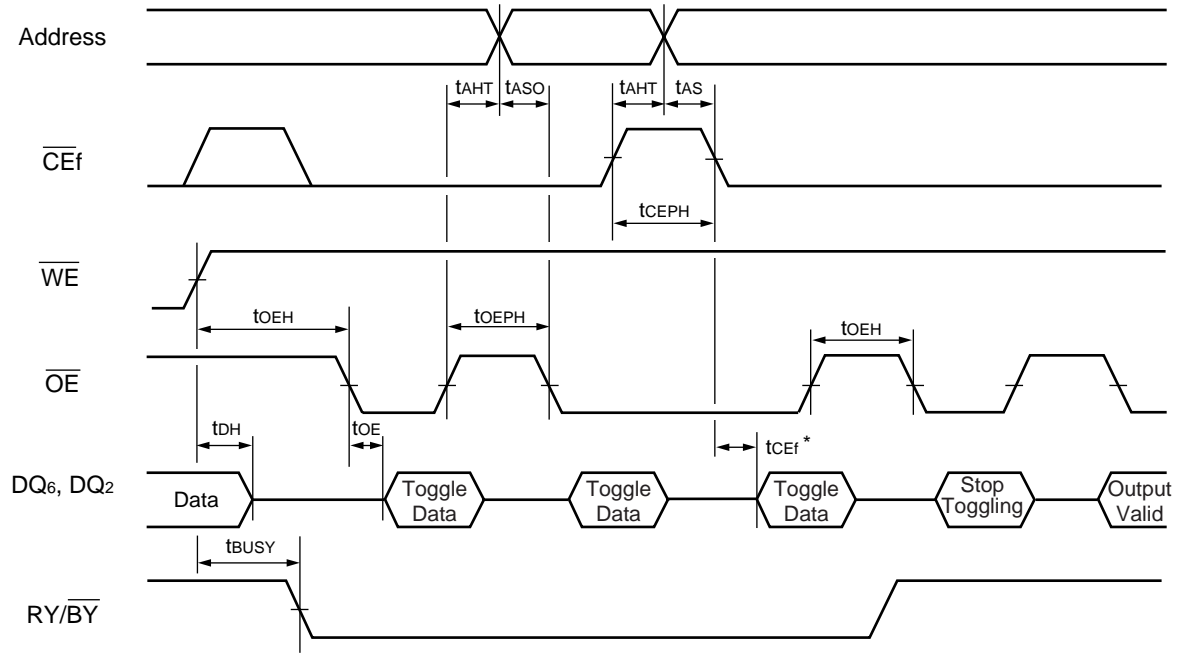 Address
tAHT tASO tAHT tAS
CEf
tCEPH
WE
tOEH tOEPH tOEH
OE
tDH tOE tCEf *
DQ6, DQ2
Data Toggle Data Toggle Data Toggle Data Stop Toggling Output Valid
tBUSY
RY/BY